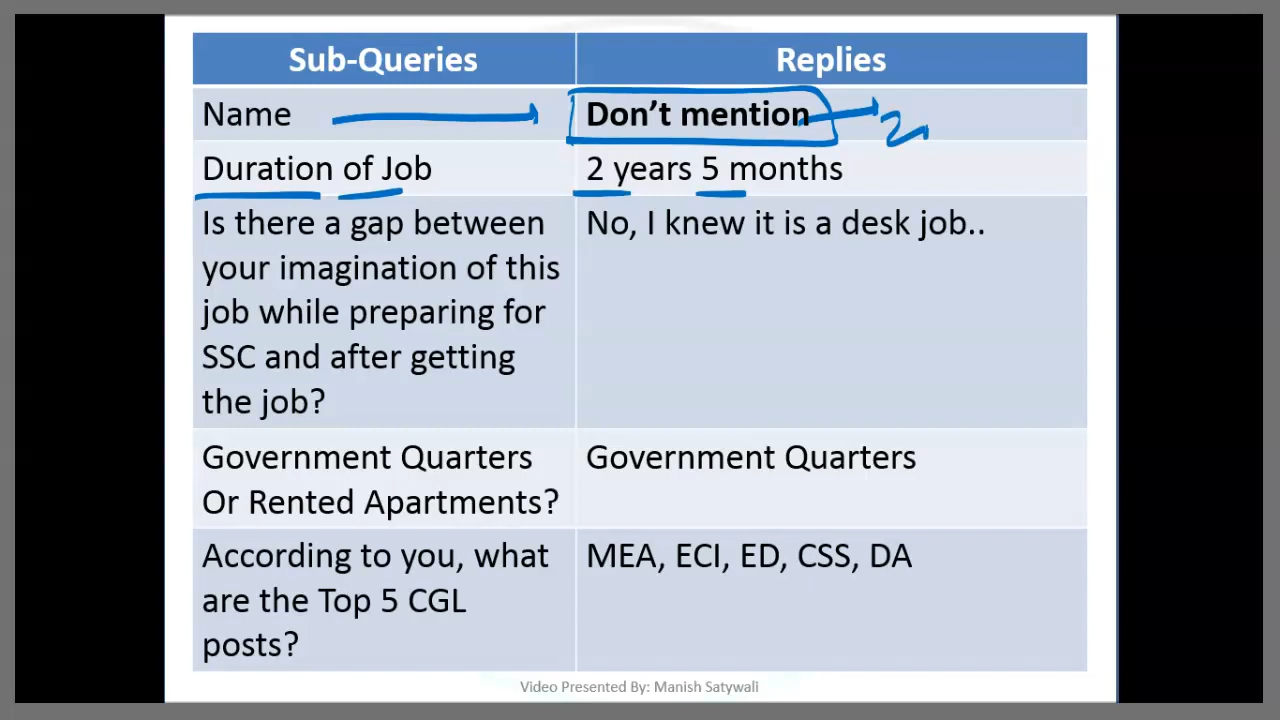 Sub-Queries Replies
Name Don't mention
Duration of Job 2 years 5 months
Is there a gap between No, I knew it is a desk job..
your imagination of this
job while preparing for
SSC and after getting
the job?
Government Quarters Government Quarters
Or Rented Apartments?
According to you, what MEA, ECI, ED, CSS, DA
are the Top 5 CGL
posts?
Video Presented By: Manish Satywali